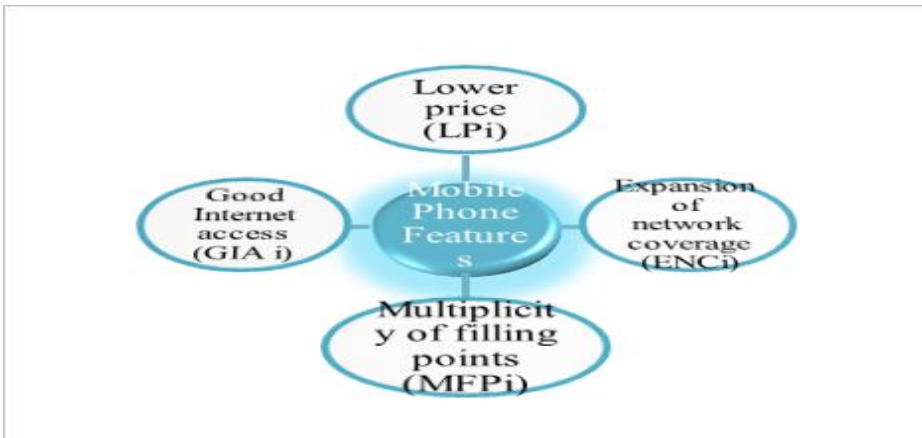 Lower
price
(LPi)
Good
Internet
access
(GIA i)
Mobile
Phone
Feature
s
Expansion
of
network
coverage
(ENCi)
Multiplicit
y of filling
points
(MFPi)